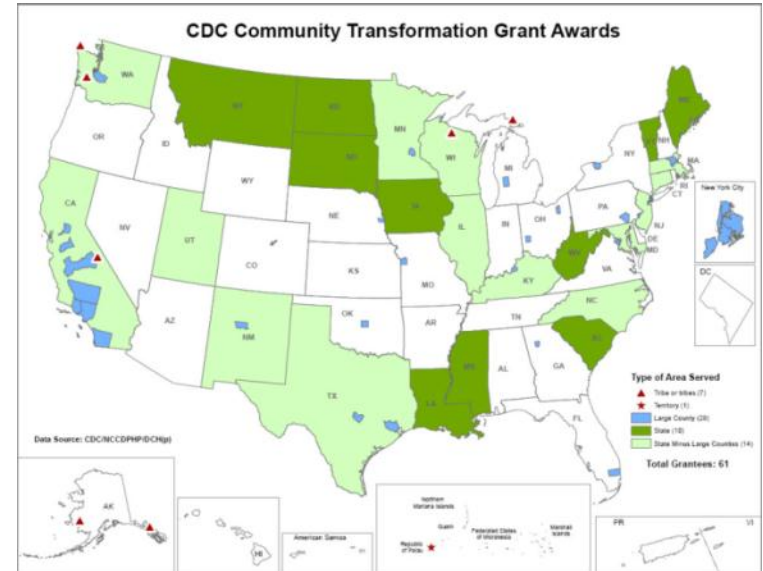 CDC Community Transformation Grant Awards
WA
MT
ND
MN
ME
OR
ID
SD
WI
MI
NY
VT
NH
MA
RI
CT
WY
New York City
CA
NV
UT
NE
IA
IL
IN
OH
PA
NJ
DE
MD
CO
KS
MO
KY
WV
VA
DC
AZ
NM
OK
AR
TN
NC
SC
TX
LA
MS
AL
GA
FL
Type of Area Served
Tribe or tribes (7)
Territory (1)
Large County
State
State Minus Large Counties (14)
Total Grantees: 61
Data Source: CDC/NCCDPHP/DCH(p)
AK
HI
American Samoa
Northern
Mariana Islands
Guam
Republic
of Palau
Federated States
of Micronesia
Marshall
Islands
PR
VI